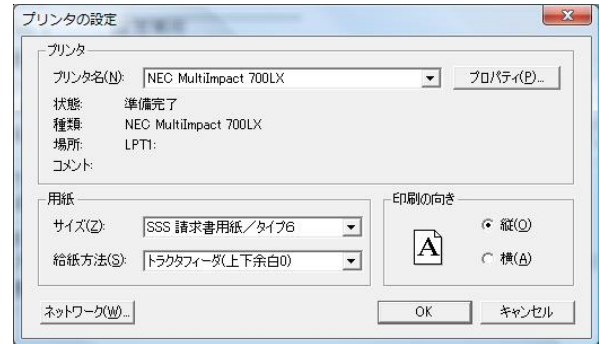 プリンタの設定
プリンタ
プリンタ名(N): NEC MultiImpact 700LX プロパティ(P)...
状態: 準備完了
種類: NEC MultiImpact 700LX
場所: LPT1:
コメント:
用紙 印刷の向き
サイズ(Z): SSS 請求書用紙/タイプ6 縦(O)
給紙方法(S): トラクタフィーダ(上下余白0) A 横(A)
ネットワーク(W)... OK キャンセル